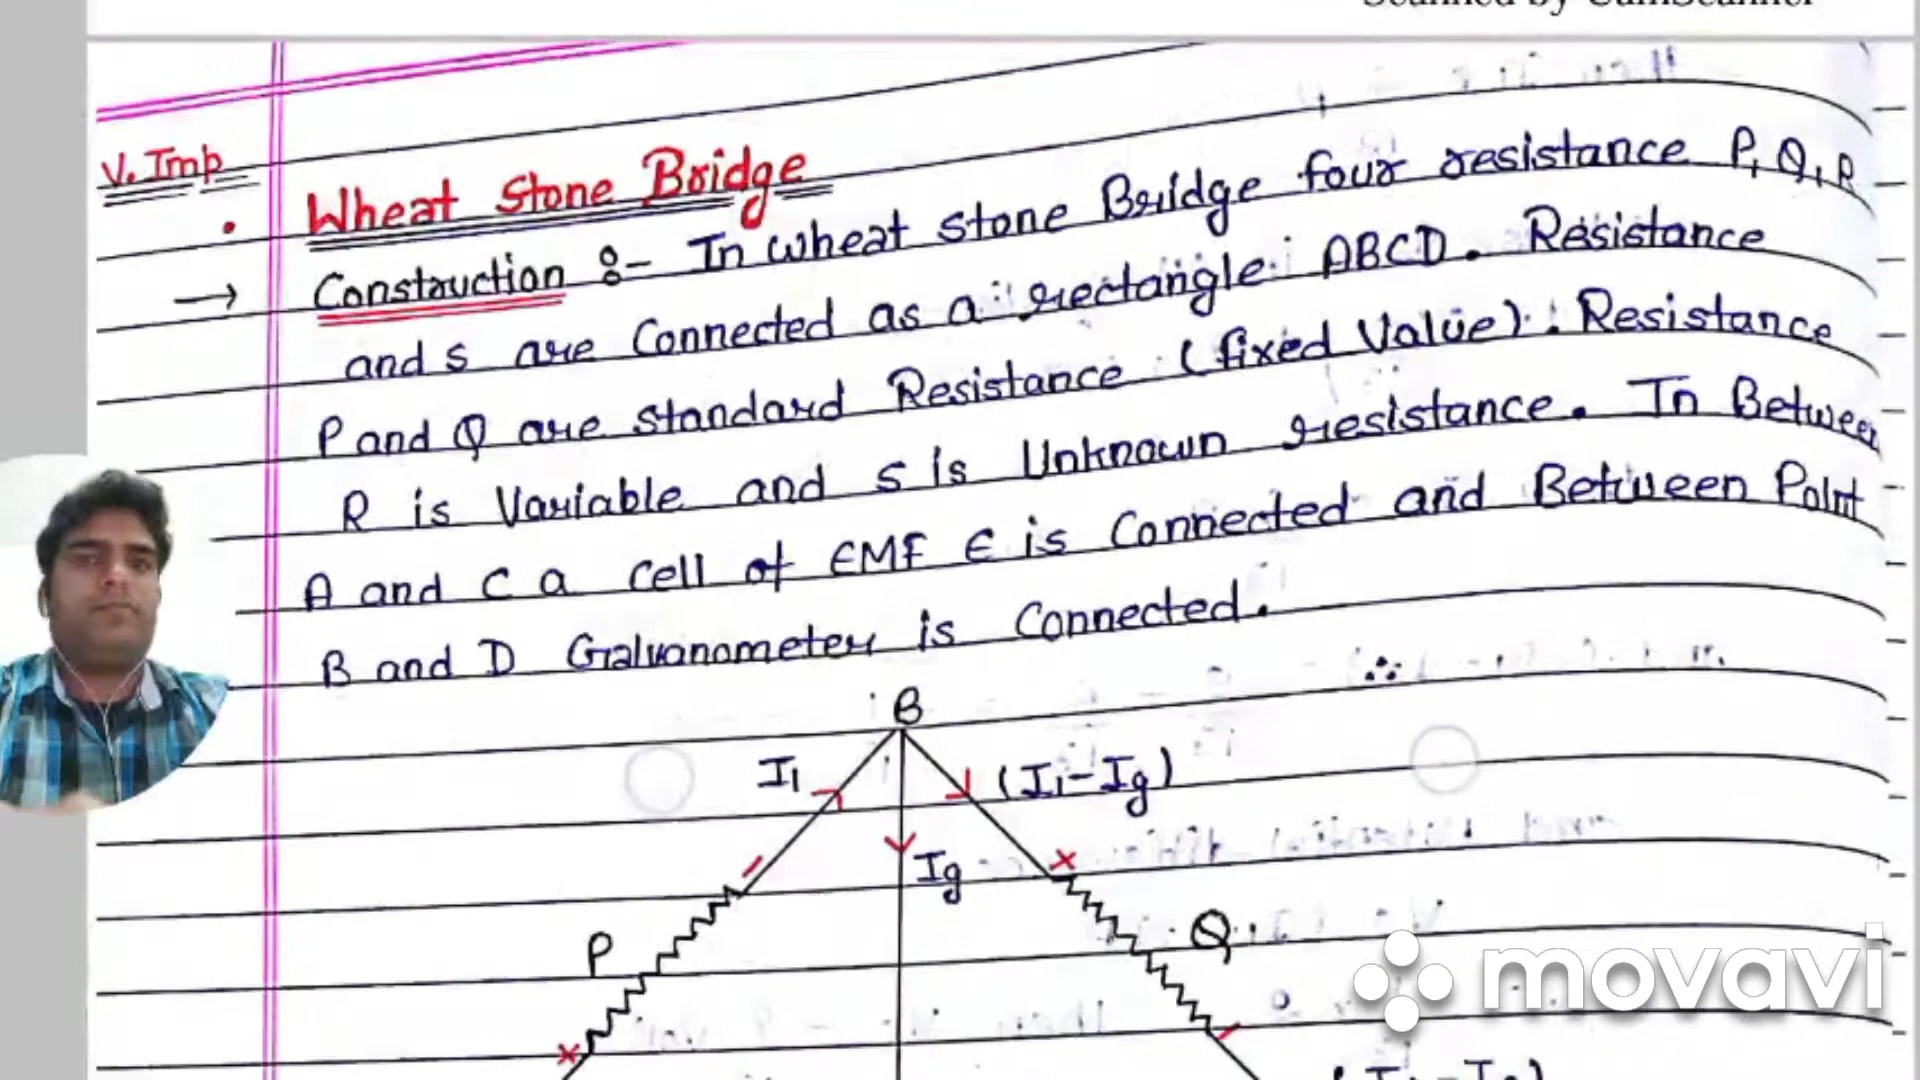 V. Imp
• Wheat Stone Bridge
→ Construction :- In wheat stone Bridge four resistance P, Q, R
and S are Connected as a rectangle ABCD. Resistance
P and Q are standard Resistance (fixed Value). Resistance
R is Variable and S is Unknown resistance. In Between
A and C a cell of EMF E is Connected and Between Point
B and D Galvanometer is Connected.
B
I1
(I1-Ig)
Ig
P
Q
movavi